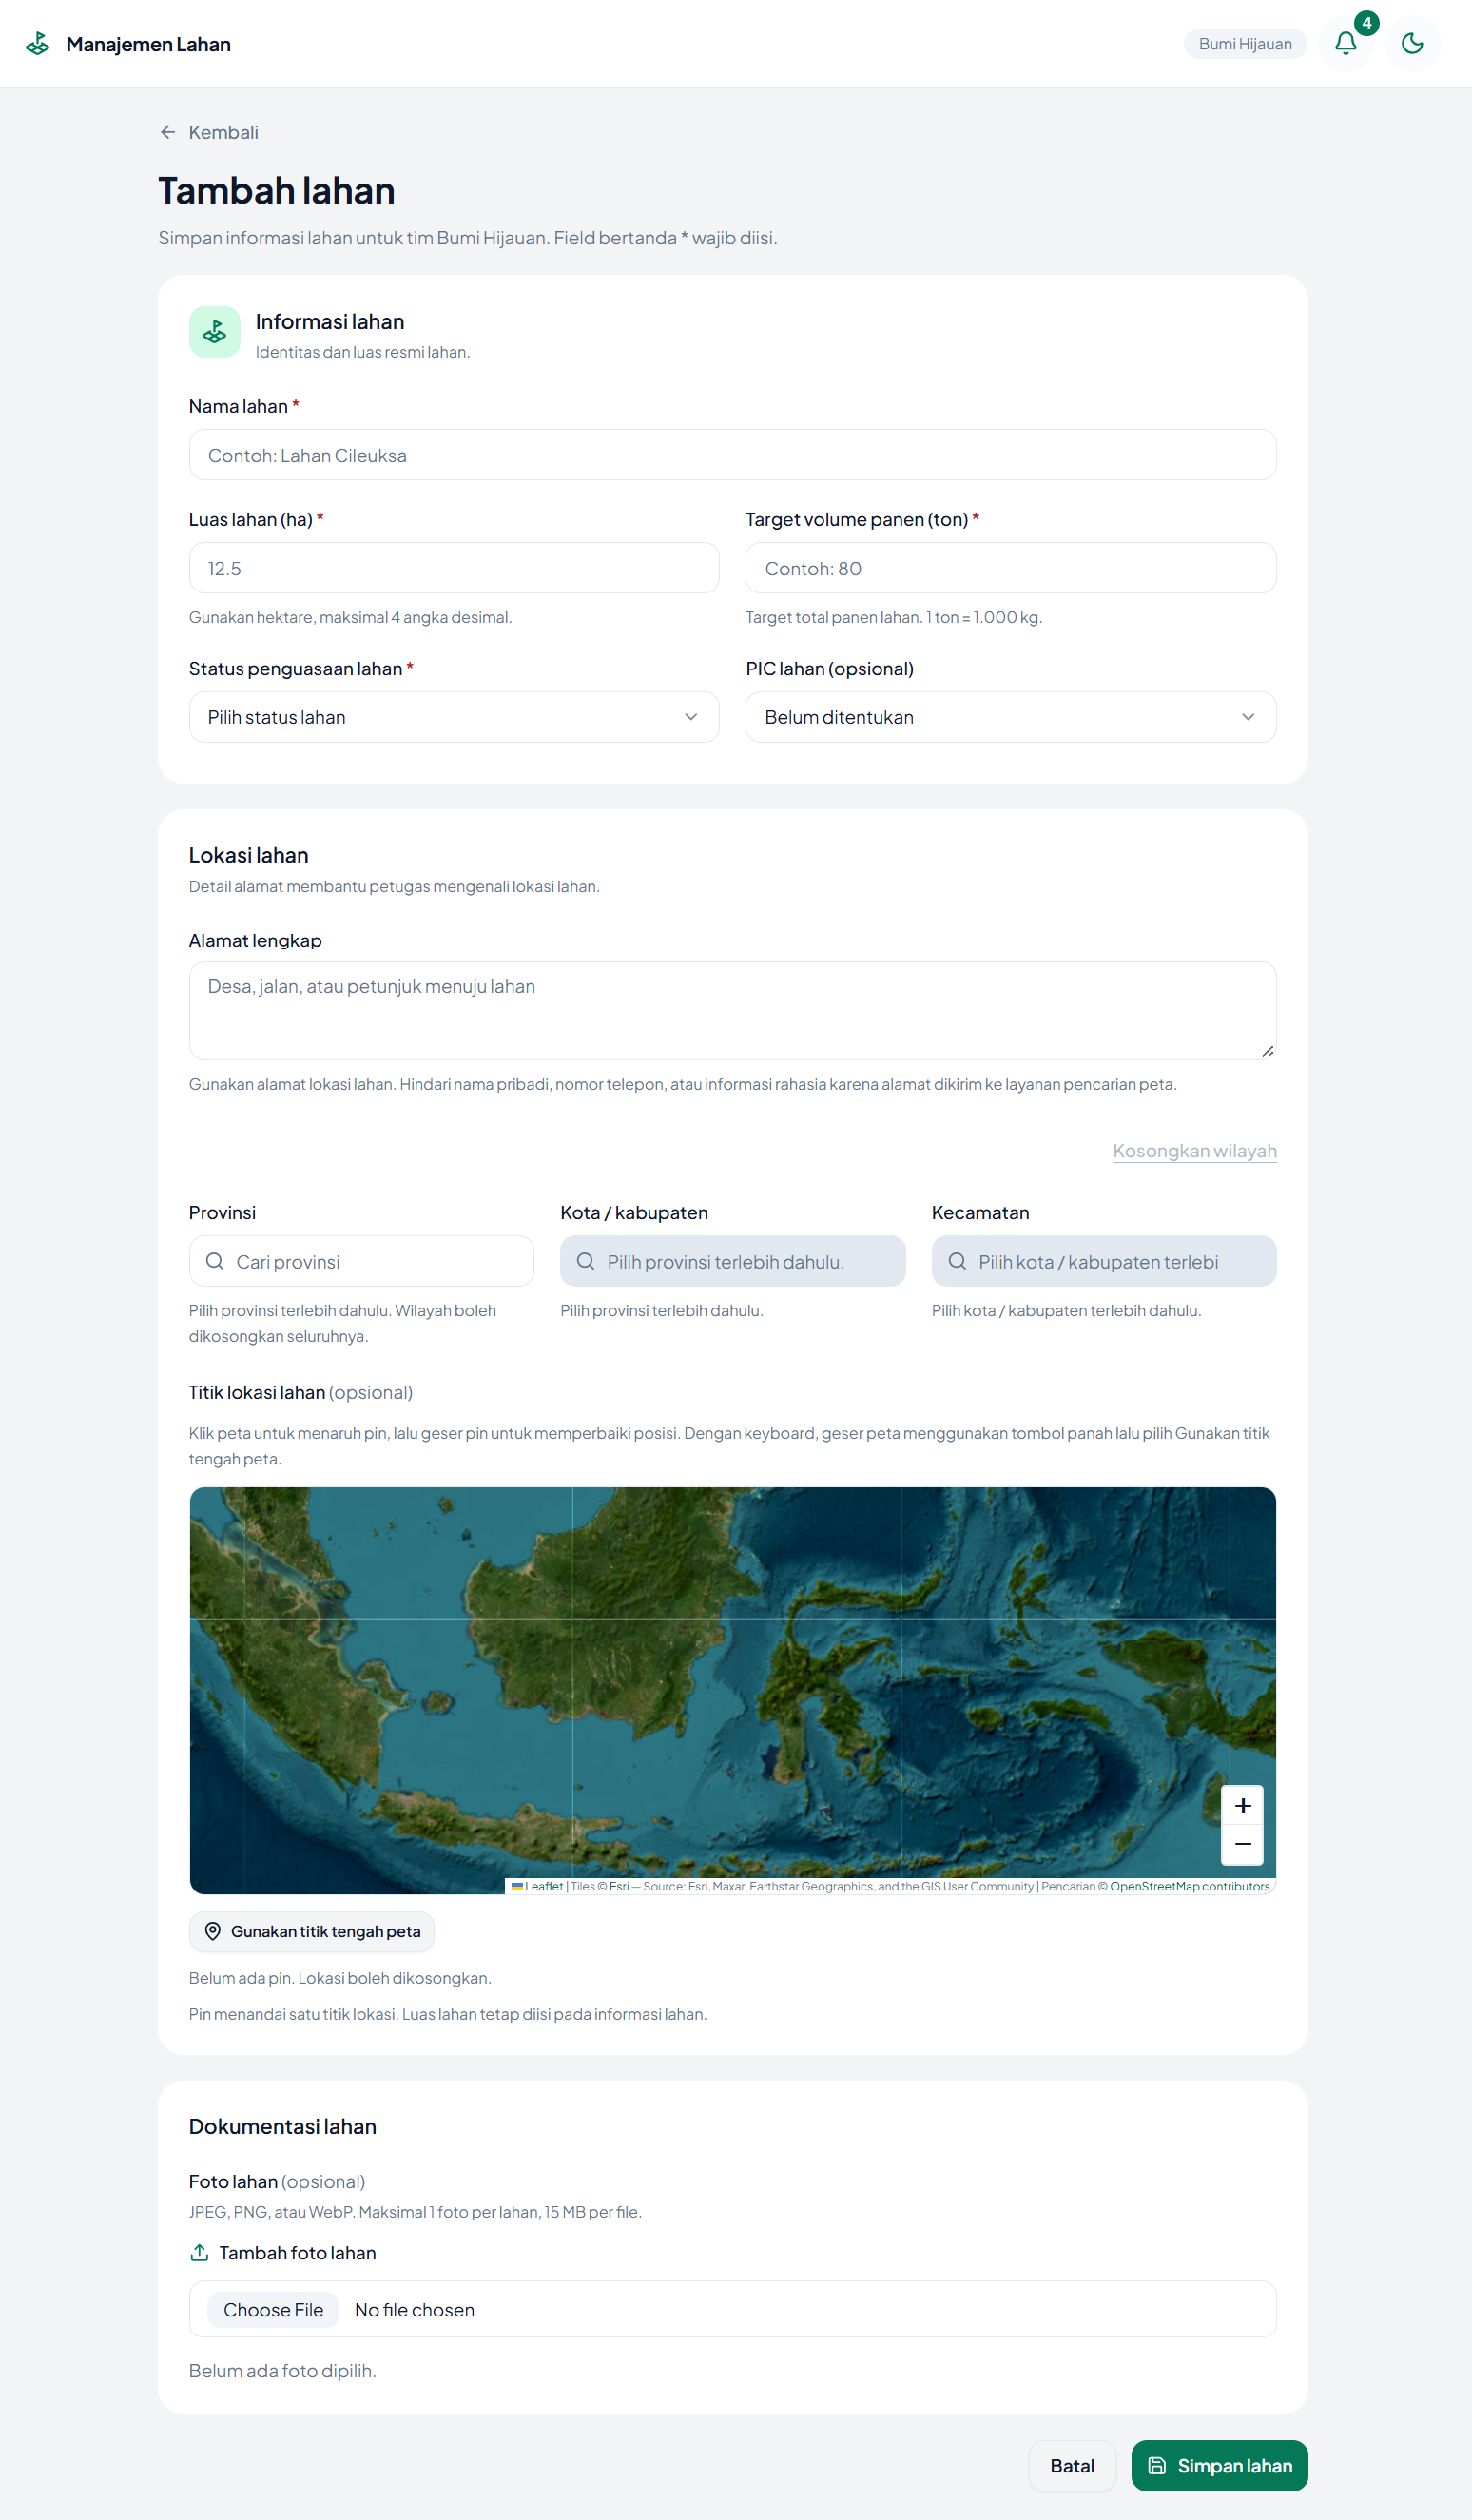 Manajemen Lahan
Bumi Hijauan
4
Kembali
Tambah lahan
Simpan informasi lahan untuk tim Bumi Hijauan. Field bertanda * wajib diisi.
Informasi lahan
Identitas dan luas resmi lahan.
Nama lahan *
Contoh: Lahan Cileuksa
Luas lahan (ha) *
12.5
Gunakan hektare, maksimal 4 angka desimal.
Target volume panen (ton) *
Contoh: 80
Target total panen lahan. 1 ton = 1.000 kg.
Status penguasaan lahan *
Pilih status lahan
PIC lahan (opsional)
Belum ditentukan
Lokasi lahan
Detail alamat membantu petugas mengenali lokasi lahan.
Alamat lengkap
Desa, jalan, atau petunjuk menuju lahan
Gunakan alamat lokasi lahan. Hindari nama pribadi, nomor telepon, atau informasi rahasia karena alamat dikirim ke layanan pencarian peta.
Kosongkan wilayah
Provinsi
Cari provinsi
Pilih provinsi terlebih dahulu. Wilayah boleh
dikosongkan seluruhnya.
Kota / kabupaten
Pilih provinsi terlebih dahulu.
Pilih provinsi terlebih dahulu.
Kecamatan
Pilih kota / kabupaten terlebi
Pilih kota / kabupaten terlebih dahulu.
Titik lokasi lahan (opsional)
Klik peta untuk menaruh pin, lalu geser pin untuk memperbaiki posisi. Dengan keyboard, geser peta menggunakan tombol panah lalu pilih Gunakan titik
tengah peta.
+
−
Leaflet | Tiles © Esri — Source: Esri, Maxar, Earthstar Geographics, and the GIS User Community | Pencarian © OpenStreetMap contributors
Gunakan titik tengah peta
Belum ada pin. Lokasi boleh dikosongkan.
Pin menandai satu titik lokasi. Luas lahan tetap diisi pada informasi lahan.
Dokumentasi lahan
Foto lahan (opsional)
JPEG, PNG, atau WebP. Maksimal 1 foto per lahan, 15 MB per file.
Tambah foto lahan
Choose File No file chosen
Belum ada foto dipilih.
Batal
Simpan lahan